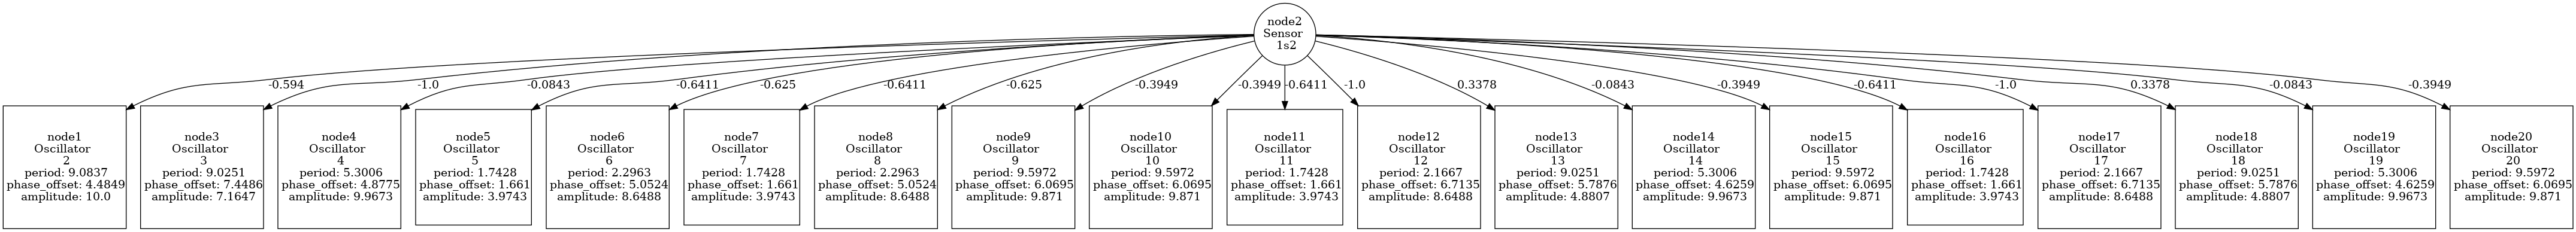 node2
Sensor
1s2
-0.594
-1.0
-0.0843
-0.6411
-0.625
-0.6411
-0.625
-0.3949
-0.3949
-0.6411
-1.0
0.3378
-0.0843
-0.3949
-0.6411
-1.0
0.3378
-0.0843
-0.3949
node1
Oscillator
2
period: 9.0837
phase_offset: 4.4849
amplitude: 10.0
node3
Oscillator
3
period: 9.0251
phase_offset: 7.4486
amplitude: 7.1647
node4
Oscillator
4
period: 5.3006
phase_offset: 4.8775
amplitude: 9.9673
node5
Oscillator
5
period: 1.7428
phase_offset: 1.661
amplitude: 3.9743
node6
Oscillator
6
period: 2.2963
phase_offset: 5.0524
amplitude: 8.6488
node7
Oscillator
7
period: 1.7428
phase_offset: 1.661
amplitude: 3.9743
node8
Oscillator
8
period: 2.2963
phase_offset: 5.0524
amplitude: 8.6488
node9
Oscillator
9
period: 9.5972
phase_offset: 6.0695
amplitude: 9.871
node10
Oscillator
10
period: 9.5972
phase_offset: 6.0695
amplitude: 9.871
node11
Oscillator
11
period: 1.7428
phase_offset: 1.661
amplitude: 3.9743
node12
Oscillator
12
period: 2.1667
phase_offset: 6.7135
amplitude: 8.6488
node13
Oscillator
13
period: 9.0251
phase_offset: 5.7876
amplitude: 4.8807
node14
Oscillator
14
period: 5.3006
phase_offset: 4.6259
amplitude: 9.9673
node15
Oscillator
15
period: 9.5972
phase_offset: 6.0695
amplitude: 9.871
node16
Oscillator
16
period: 1.7428
phase_offset: 1.661
amplitude: 3.9743
node17
Oscillator
17
period: 2.1667
phase_offset: 6.7135
amplitude: 8.6488
node18
Oscillator
18
period: 9.0251
phase_offset: 5.7876
amplitude: 4.8807
node19
Oscillator
19
period: 5.3006
phase_offset: 4.6259
amplitude: 9.9673
node20
Oscillator
20
period: 9.5972
phase_offset: 6.0695
amplitude: 9.871